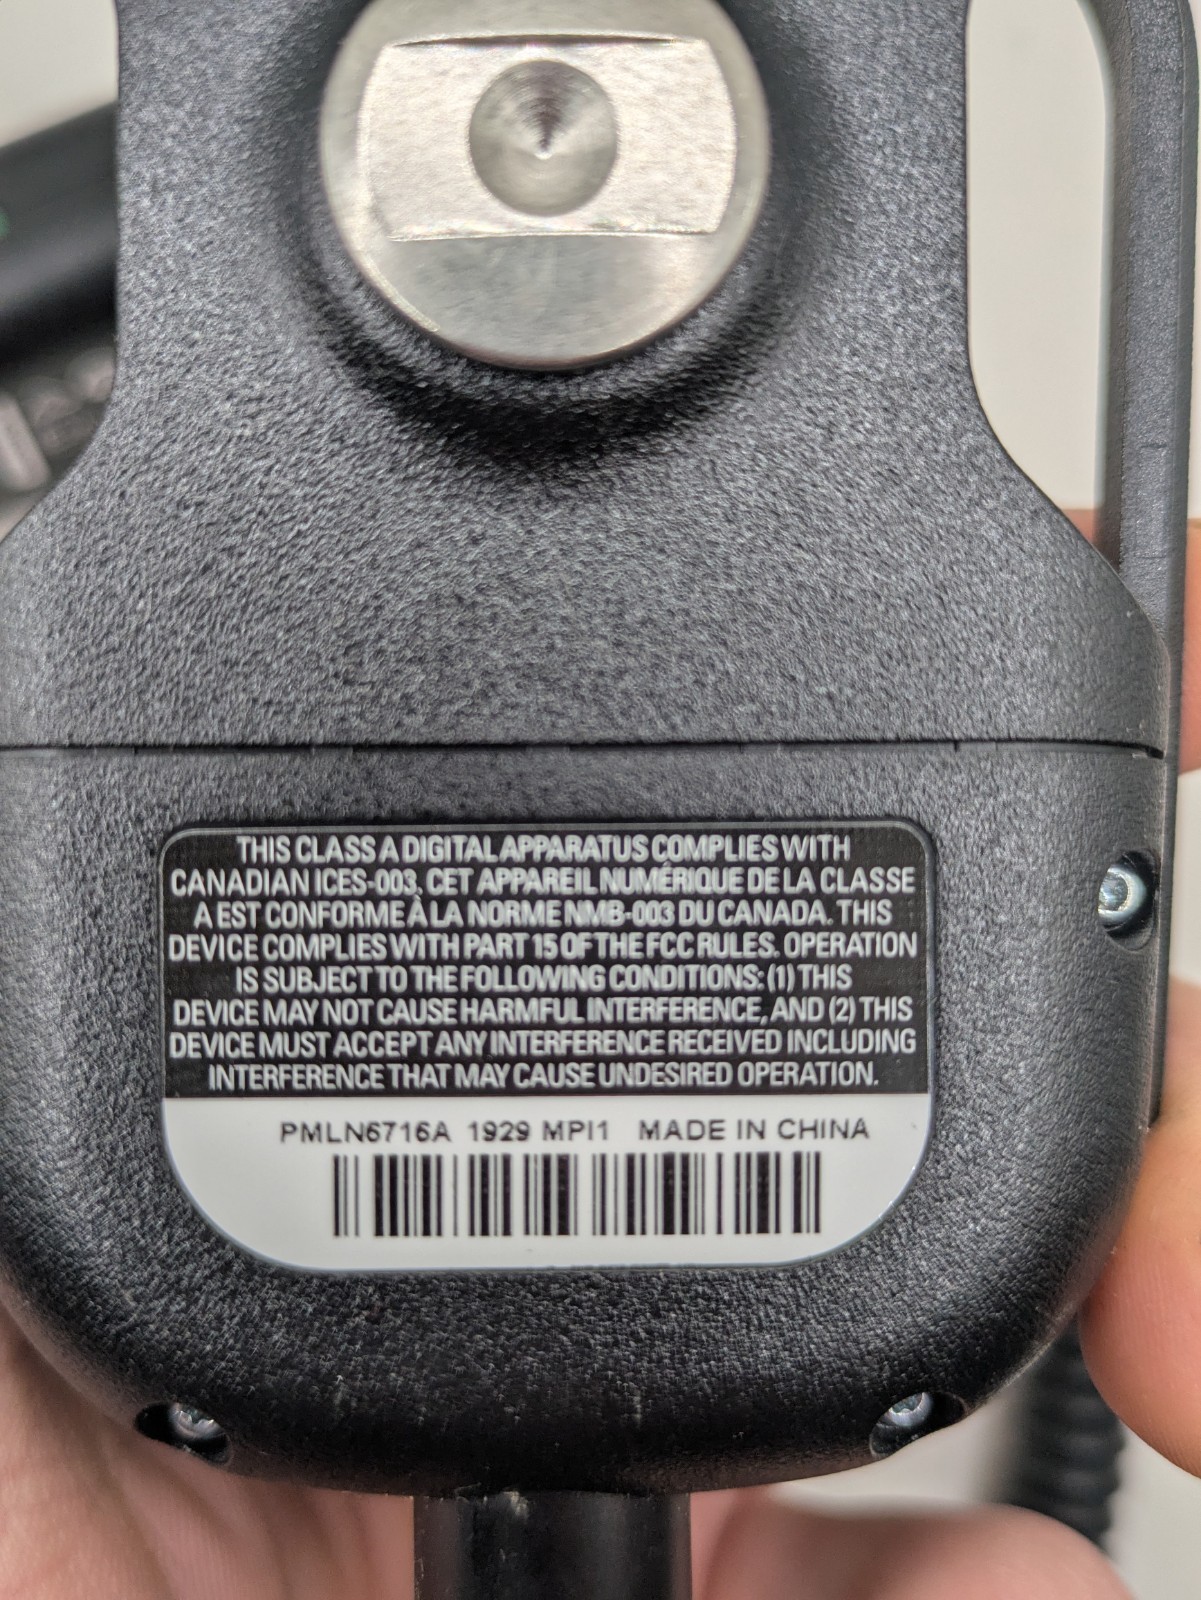 THIS CLASS A DIGITAL APPARATUS COMPLIES WITH
CANADIAN ICES-003, CET APPAREIL NUMÉRIQUE DE LA CLASSE
A EST CONFORME À LA NORME NMB-003 DU CANADA. THIS
DEVICE COMPLIES WITH PART 15 OF THE FCC RULES. OPERATION
IS SUBJECT TO THE FOLLOWING CONDITIONS: (1) THIS
DEVICE MAY NOT CAUSE HARMFUL INTERFERENCE, AND (2) THIS
DEVICE MUST ACCEPT ANY INTERFERENCE RECEIVED INCLUDING
INTERFERENCE THAT MAY CAUSE UNDESIRED OPERATION.
PMLN6716A 1929 MPI1 MADE IN CHINA